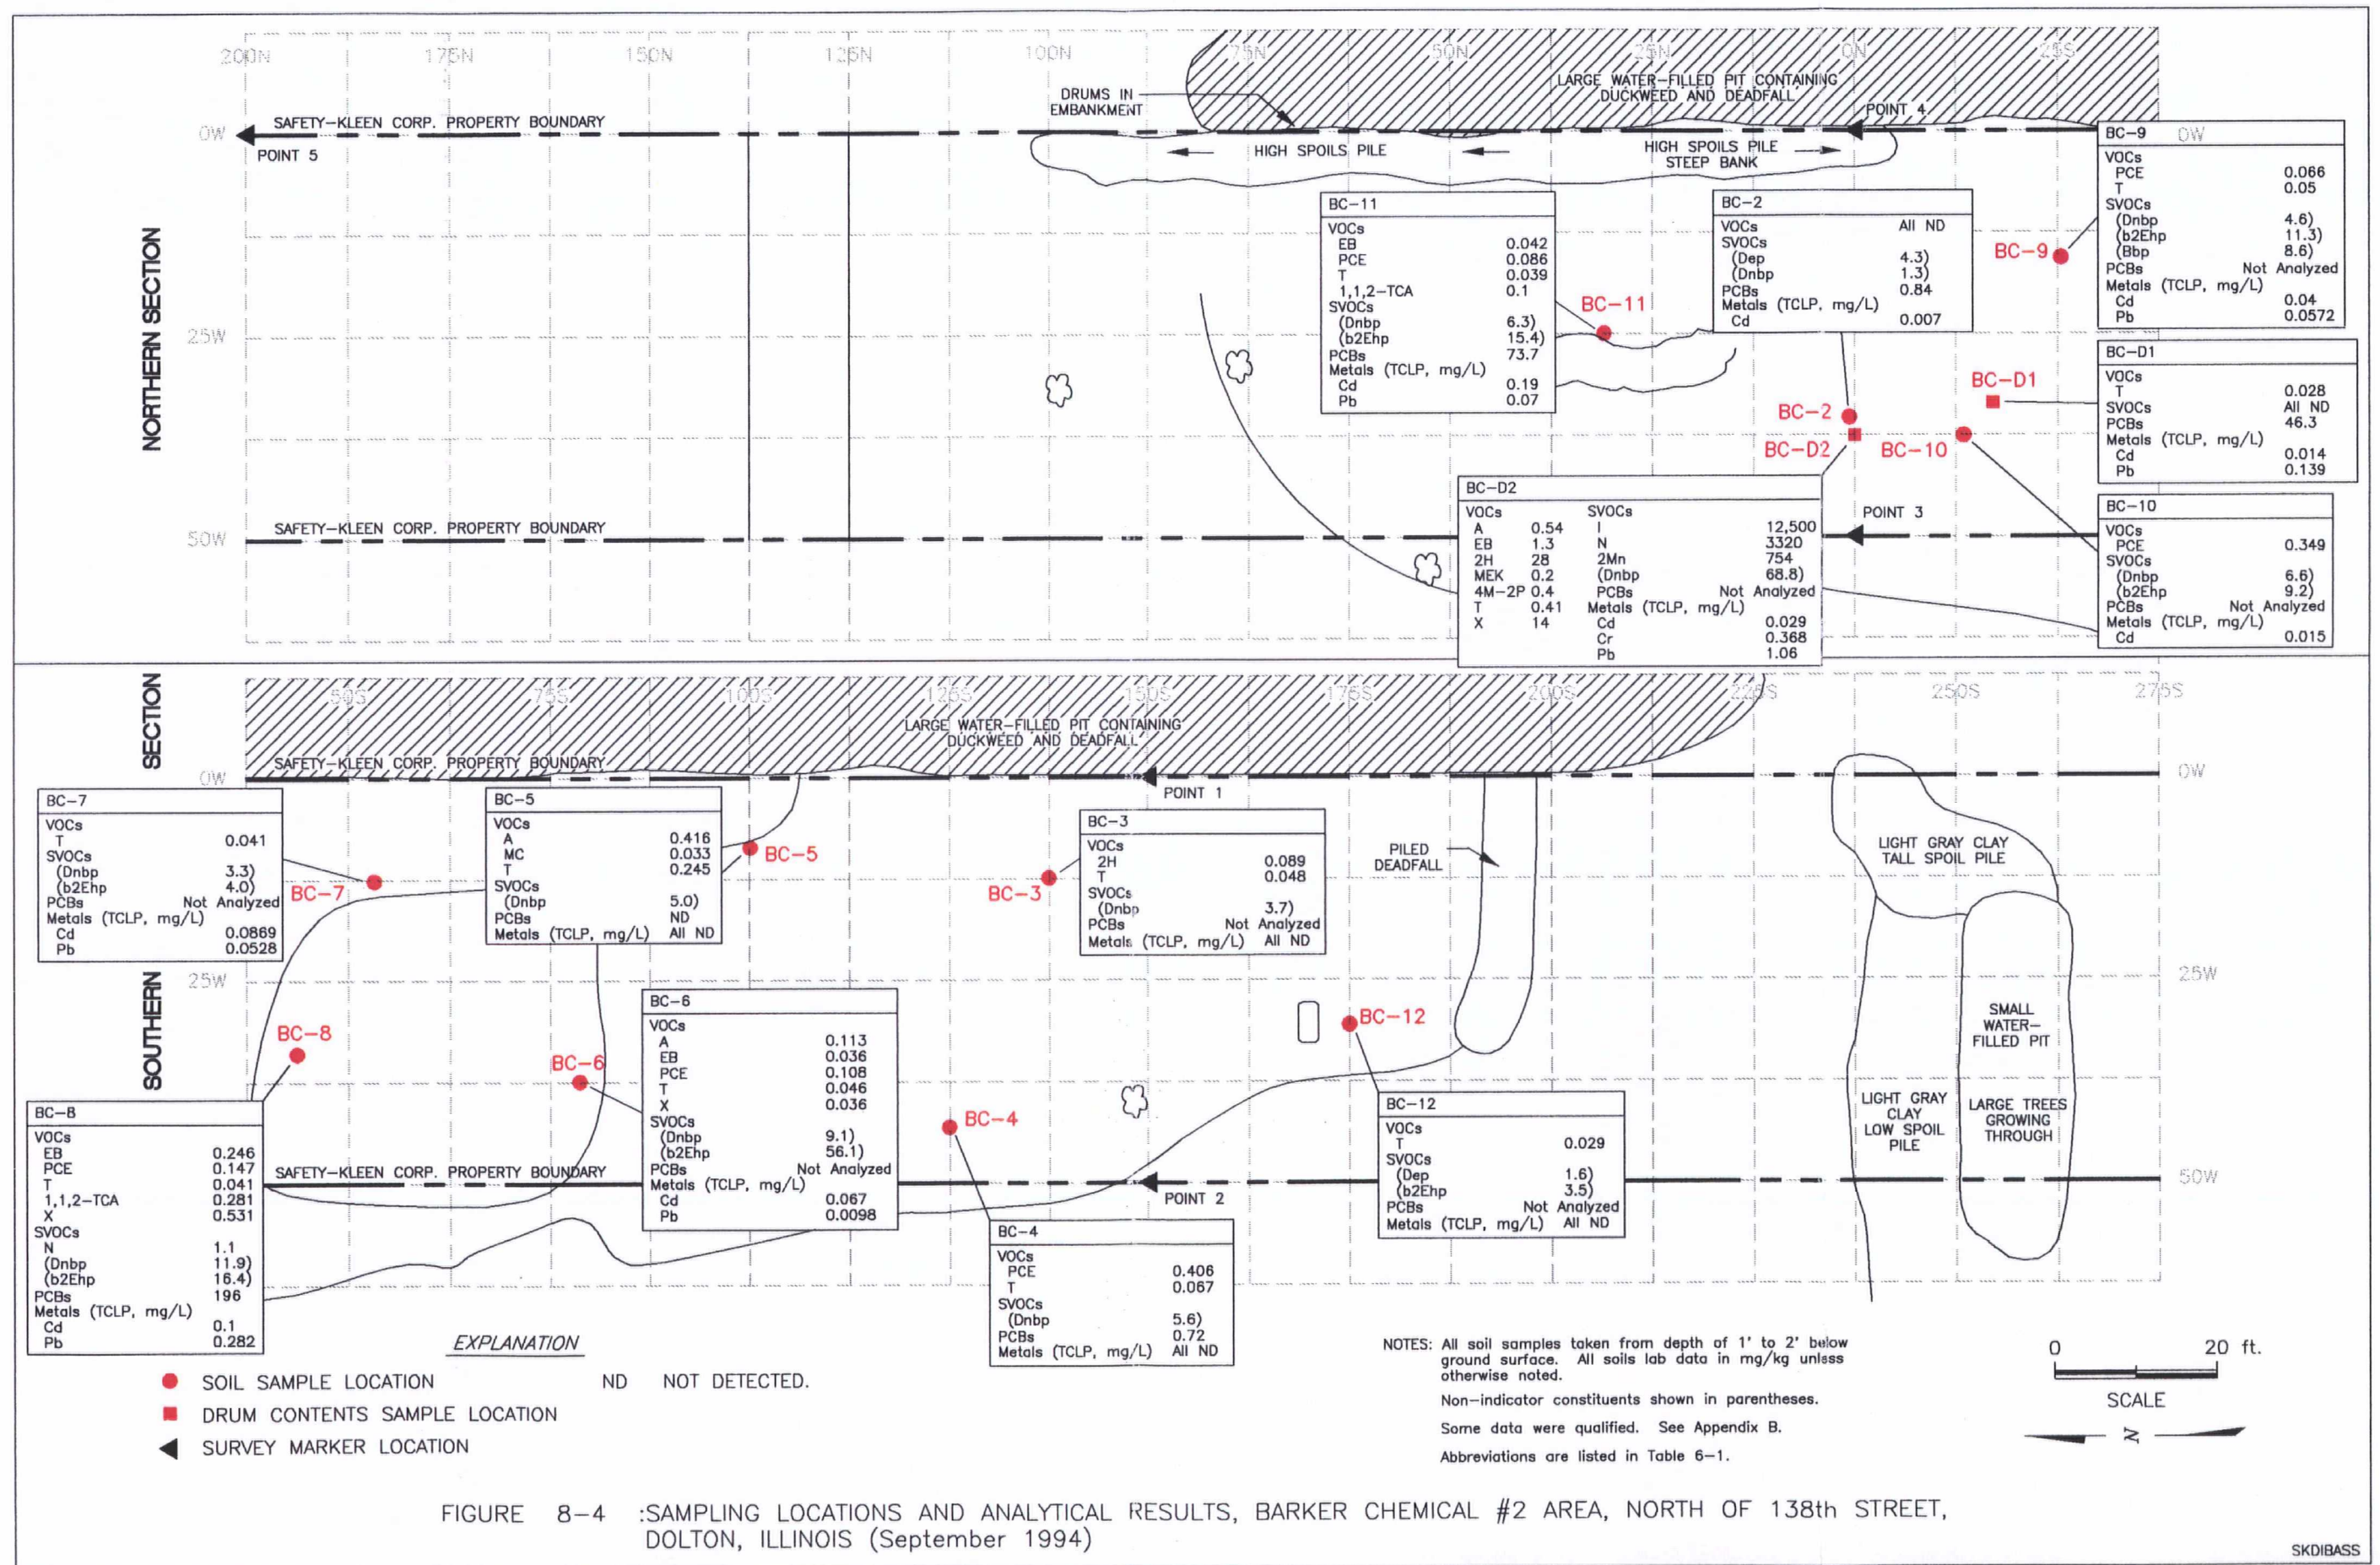 200N 175N 150N 125N 100N 75N 50N 25N 0N 25S
LARGE WATER-FILLED PIT CONTAINING
DUCKWEED AND DEADFALL
DRUMS IN
EMBANKMENT
SAFETY-KLEEN CORP. PROPERTY BOUNDARY
POINT 4
0W
0W
POINT 5
HIGH SPOILS PILE
HIGH SPOILS PILE
STEEP BANK
NORTHERN SECTION
BC-11
VOCs
EB 0.042
PCE 0.086
T 0.039
1,1,2-TCA 0.1
SVOCs
(Dnbp 6.3)
(b2Ehp 15.4)
PCBs 73.7
Metals (TCLP, mg/L)
Cd 0.19
Pb 0.07
BC-11
BC-2
VOCs All ND
SVOCs
(Dep 4.3)
(Dnbp 1.3)
PCBs 0.84
Metals (TCLP, mg/L)
Cd 0.007
BC-9
BC-9
VOCs
PCE 0.066
T 0.05
SVOCs
(Dnbp 4.6)
(b2Ehp 11.3)
(Bbp 8.6)
PCBs Not Analyzed
Metals (TCLP, mg/L)
Cd 0.04
Pb 0.0572
25W
BC-D1
BC-D1
VOCs
T 0.028
SVOCs All ND
PCBs 46.3
Metals (TCLP, mg/L)
Cd 0.014
Pb 0.139
BC-2
BC-D2
BC-10
BC-D2
VOCs SVOCs
A 0.54 I 12,500
EB 1.3 N 3320
2H 28 2Mn 754
MEK 0.2 (Dnbp 68.8)
4M-2P 0.4 PCBs Not Analyzed
T 0.41 Metals (TCLP, mg/L)
X 14 Cd 0.029
Cr 0.368
Pb 1.06
POINT 3
BC-10
VOCs
PCE 0.349
SVOCs
(Dnbp 6.6)
(b2Ehp 9.2)
PCBs Not Analyzed
Metals (TCLP, mg/L)
Cd 0.015
SAFETY-KLEEN CORP. PROPERTY BOUNDARY
50W
SOUTHERN SECTION
50S 75S 100S 125S 150S 175S 200S 225S 250S 275S
LARGE WATER-FILLED PIT CONTAINING
DUCKWEED AND DEADFALL
SAFETY-KLEEN CORP. PROPERTY BOUNDARY
0W
0W
POINT 1
BC-7
VOCs
T 0.041
SVOCs
(Dnbp 3.3)
(b2Ehp 4.0)
PCBs Not Analyzed
Metals (TCLP, mg/L)
Cd 0.0869
Pb 0.0528
BC-7
BC-5
VOCs
A 0.416
MC 0.033
T 0.245
SVOCs
(Dnbp 5.0)
PCBs ND
Metals (TCLP, mg/L) All ND
BC-5
BC-3
BC-3
VOCs
2H 0.089
T 0.048
SVOCs
(Dnbp 3.7)
PCBs Not Analyzed
Metals (TCLP, mg/L) All ND
PILED
DEADFALL
LIGHT GRAY CLAY
TALL SPOIL PILE
25W
25W
BC-8
BC-6
BC-6
VOCs
A 0.113
EB 0.036
PCE 0.108
T 0.046
X 0.036
SVOCs
(Dnbp 9.1)
(b2Ehp 56.1)
PCBs Not Analyzed
Metals (TCLP, mg/L)
Cd 0.067
Pb 0.0098
BC-12
SMALL
WATER-
FILLED PIT
LIGHT GRAY
CLAY
LOW SPOIL
PILE
LARGE TREES
GROWING
THROUGH
BC-4
BC-12
VOCs
T 0.029
SVOCs
(Dep 1.6)
(b2Ehp 3.5)
PCBs Not Analyzed
Metals (TCLP, mg/L) All ND
BC-8
VOCs
EB 0.246
PCE 0.147
T 0.041
1,1,2-TCA 0.281
X 0.531
SVOCs
N 1.1
(Dnbp 11.9)
(b2Ehp 16.4)
PCBs 196
Metals (TCLP, mg/L)
Cd 0.1
Pb 0.282
SAFETY-KLEEN CORP. PROPERTY BOUNDARY
POINT 2
50W
BC-4
VOCs
PCE 0.406
T 0.067
SVOCs
(Dnbp 5.6)
PCBs 0.72
Metals (TCLP, mg/L) All ND
EXPLANATION
SOIL SAMPLE LOCATION ND NOT DETECTED.
DRUM CONTENTS SAMPLE LOCATION
SURVEY MARKER LOCATION
NOTES: All soil samples taken from depth of 1' to 2' below
ground surface. All soils lab data in mg/kg unlsss
otherwise noted.
Non-indicator constituents shown in parentheses.
Some data were qualified. See Appendix B.
Abbreviations are listed in Table 6-1.
0 20 ft.
SCALE
N
FIGURE 8-4 :SAMPLING LOCATIONS AND ANALYTICAL RESULTS, BARKER CHEMICAL #2 AREA, NORTH OF 138th STREET,
DOLTON, ILLINOIS (September 1994)
SKDIBASS